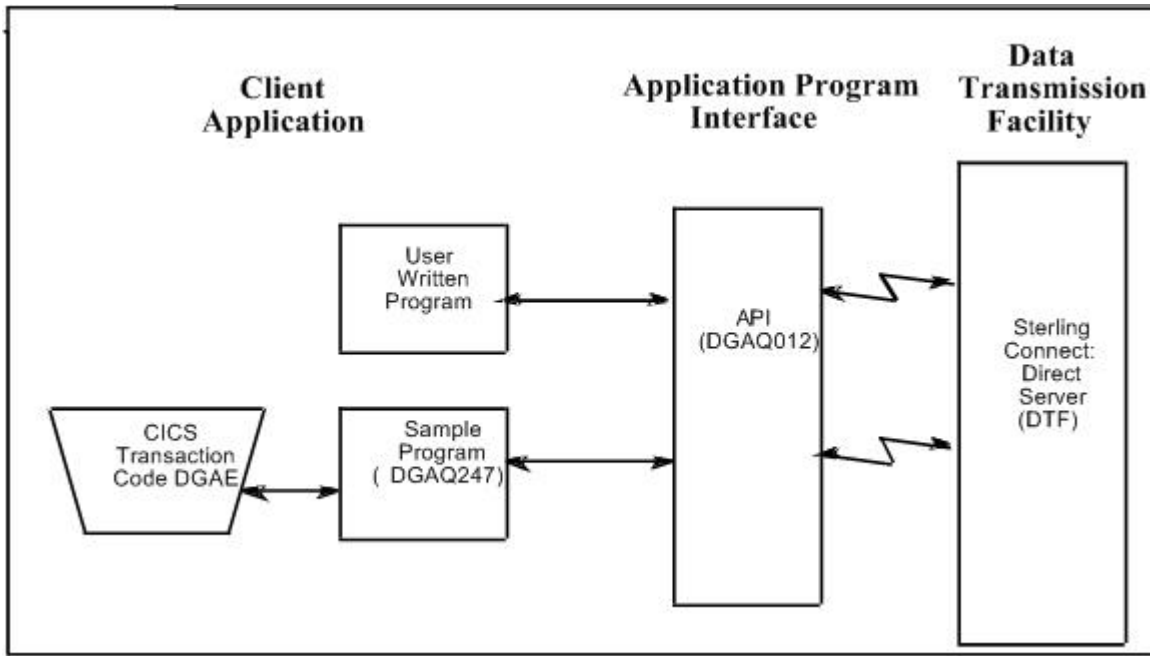 Client
Application
Application Program
Interface
Data
Transmission
Facility
User
Written
Program
CICS
Transaction
Code DGAE
Sample
Program
( DGAQ247)
API
(DGAQ012)
Sterling
Connect:
Direct
Server
(DTF)